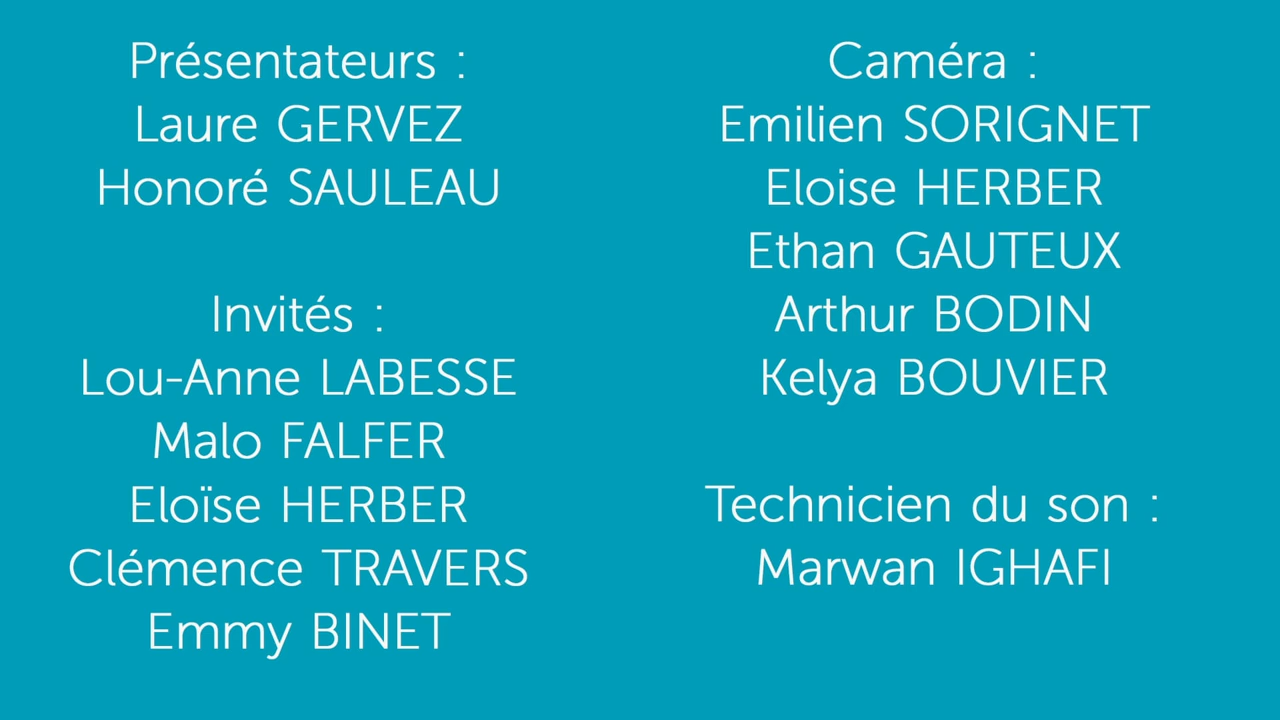 Présentateurs :
Laure GERVEZ
Honoré SAULEAU
Invités :
Lou-Anne LABESSE
Malo FALFER
Eloïse HERBER
Clémence TRAVERS
Emmy BINET
Caméra :
Emilien SORIGNET
Eloise HERBER
Ethan GAUTEUX
Arthur BODIN
Kelya BOUVIER
Technicien du son :
Marwan IGHAFI